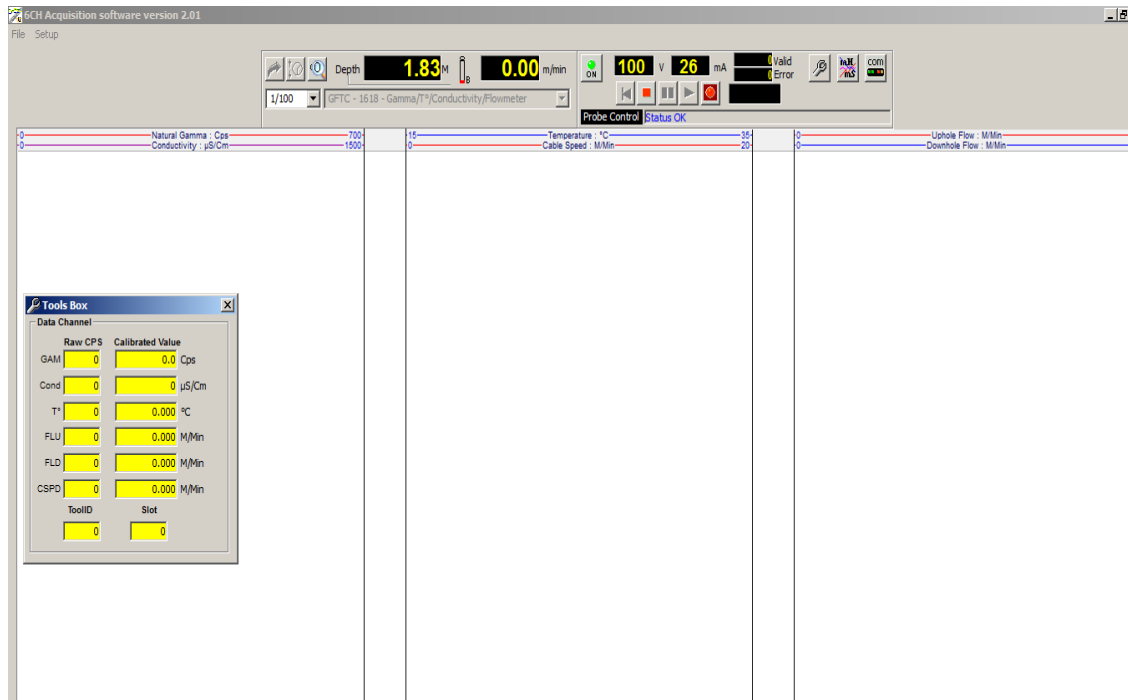 6CH Acquisition software version 2.01
File Setup
Depth 1.83 M B 0.00 m/min
ON 100 V 26 mA 0 Valid
0 Error
inH. mS com
1/100 GFTC - 1618 - Gamma/T°/Conductivity/Flowmeter
Probe Control Status OK
0 Natural Gamma : Cps 700
0 Conductivity : µS/Cm 1500
15 Temperature : °C 35
0 Cable Speed : M/Min 20
0 Uphole Flow : M/Min
0 Downhole Flow : M/Min
Tools Box X
Data Channel
Raw CPS Calibrated Value
GAM 0 0.0 Cps
Cond 0 0 µS/Cm
T° 0 0.000 °C
FLU 0 0.000 M/Min
FLD 0 0.000 M/Min
CSPD 0 0.000 M/Min
ToolID Slot
0 0